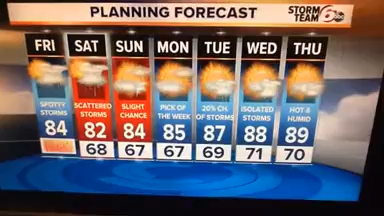 PLANNING FORECAST
STORM
TEAM 6 abc
FRI SAT SUN MON TUE WED THU
SPOTTY STORMS
SCATTERED STORMS
SLIGHT CHANCE
PICK OF THE WEEK
20% CH. OF STORMS
ISOLATED STORMS
HOT & HUMID
84 82 84 85 87 88 89
68 67 67 69 71 70